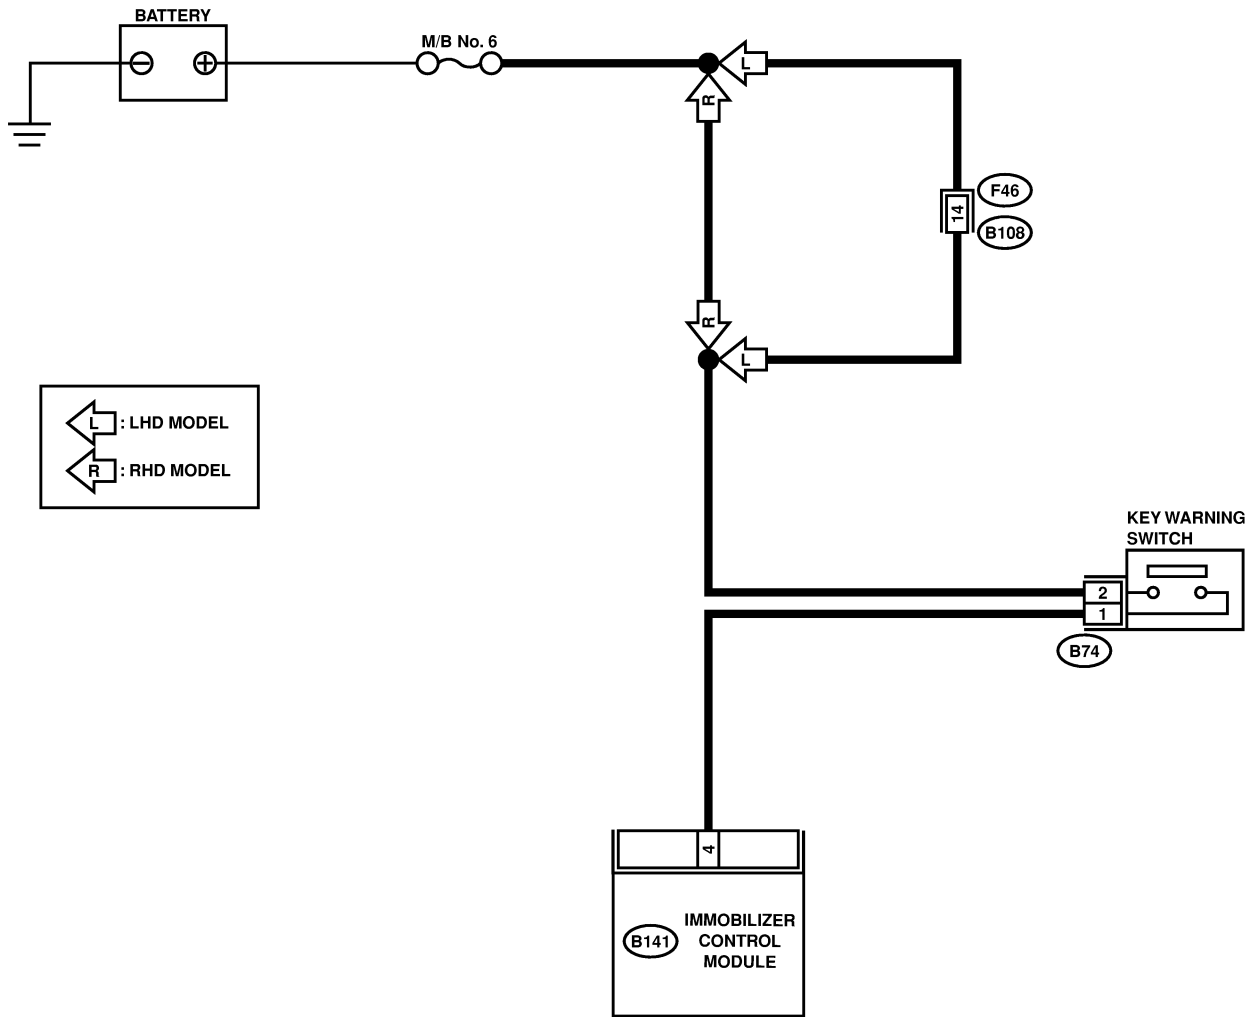 BATTERY
M/B No. 6
L
R
F46
14
B108
R
L
L : LHD MODEL
R : RHD MODEL
KEY WARNING
SWITCH
2
1
B74
4
B141
IMMOBILIZER
CONTROL
MODULE